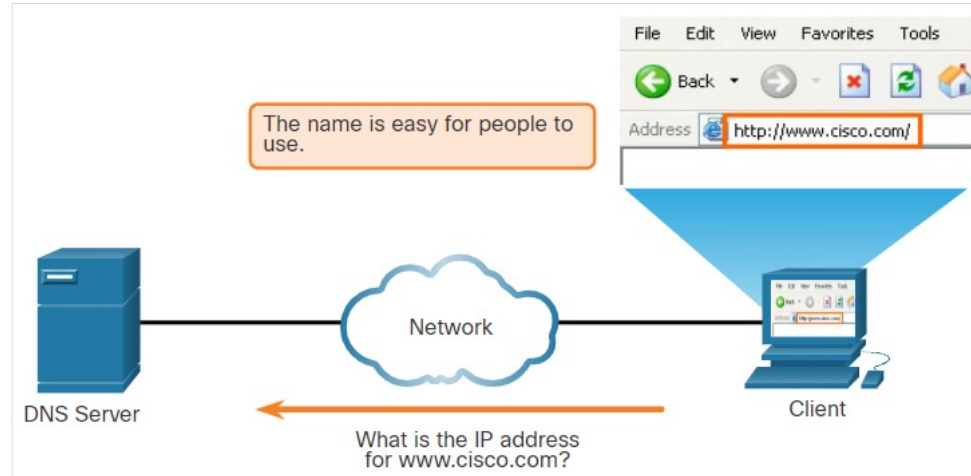 File Edit View Favorites Tools
Back
Address http://www.cisco.com/
The name is easy for people to
use.
Network
DNS Server
Client
What is the IP address
for www.cisco.com?